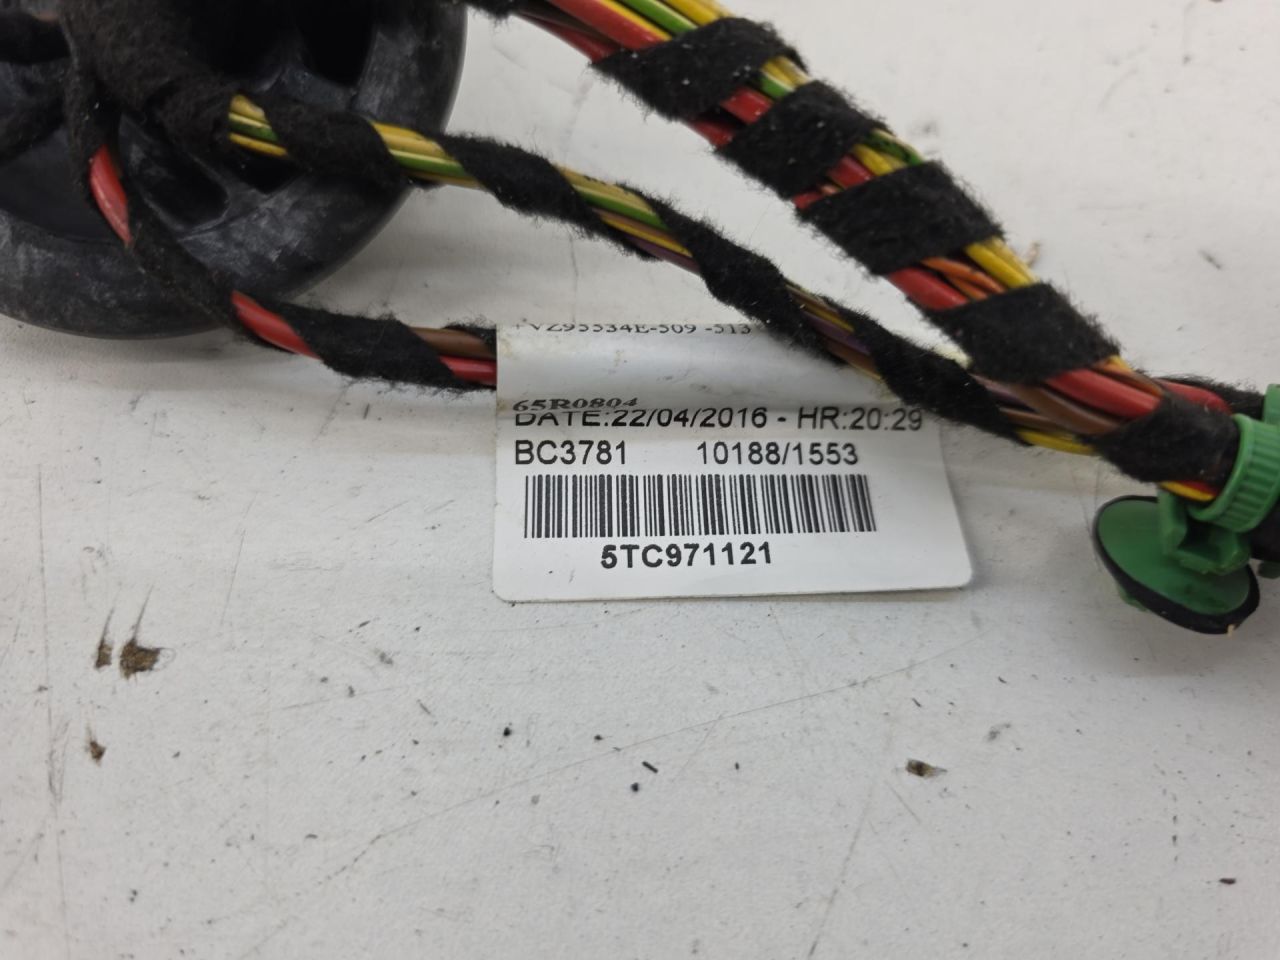 65R0804
DATE:22/04/2016 - HR:20:29
BC3781 10188/1553
5TC971121